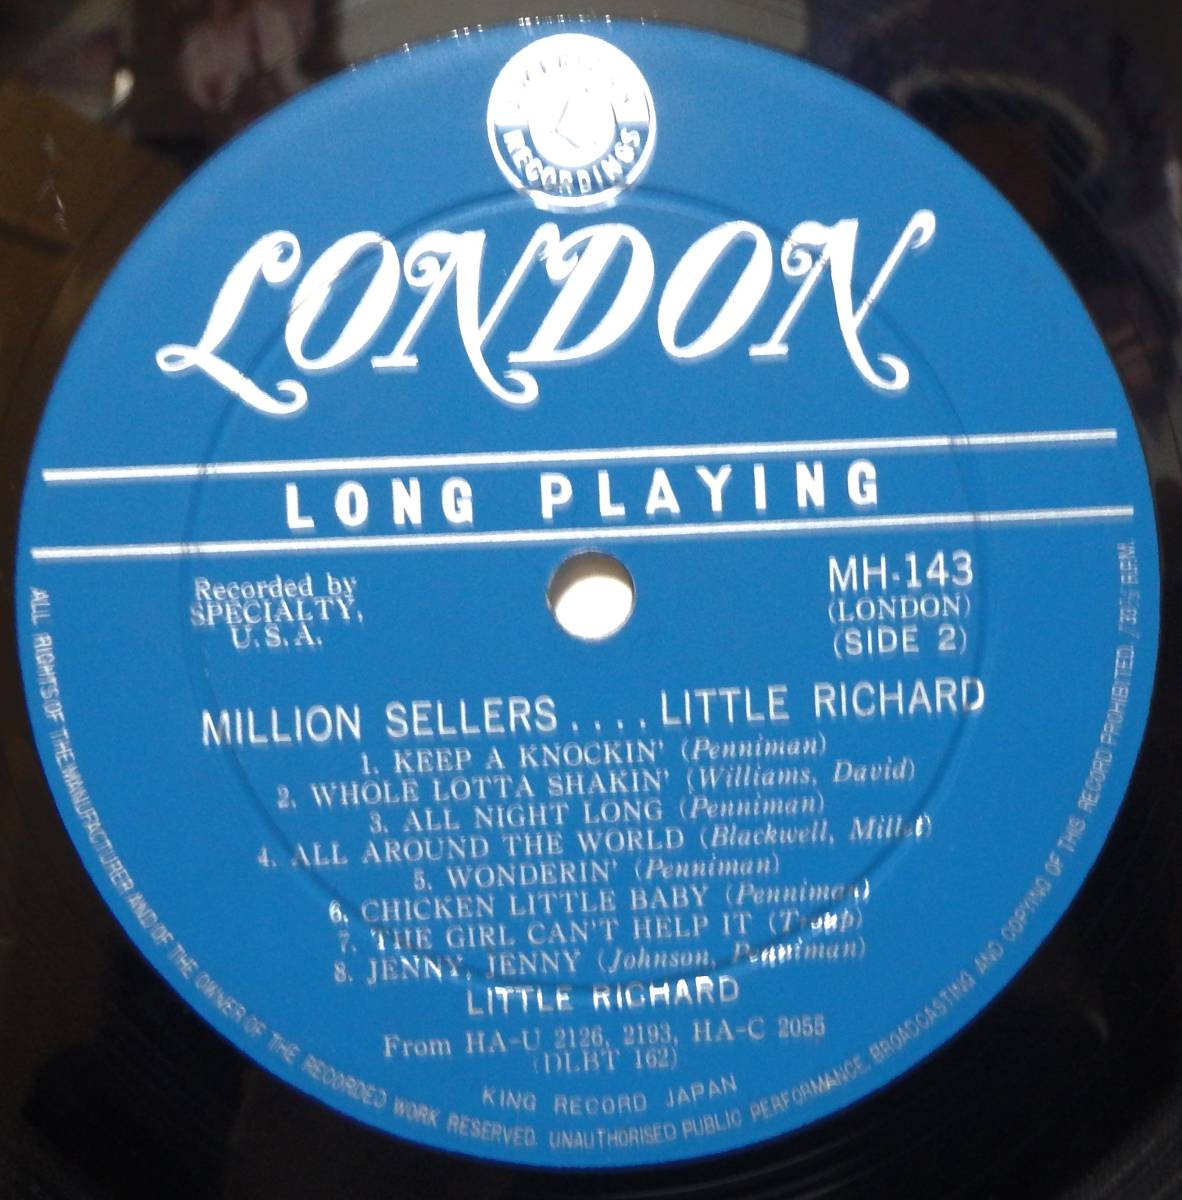 RECORDINGS
LONDON
LONG PLAYING
Recorded by
SPECIALTY,
U.S.A.
MH-143
(LONDON)
(SIDE 2)
MILLION SELLERS....LITTLE RICHARD
1. KEEP A KNOCKIN' (Penniman)
2. WHOLE LOTTA SHAKIN' (Williams, David)
3. ALL NIGHT LONG (Penniman)
4. ALL AROUND THE WORLD (Blackwell, Millet)
5. WONDERIN' (Penniman)
6. CHICKEN LITTLE BABY (Penniman)
7. THE GIRL CAN'T HELP IT (Troup)
8. JENNY, JENNY (Johnson, Penniman)
LITTLE RICHARD
From HA-U 2126, 2193, HA-C 2055
(DLBT 162)
KING RECORD JAPAN
ALL RIGHTS OF THE MANUFACTURER AND/OF THE OWNER OF THE RECORDED WORK RESERVED. UNAUTHORISED PUBLIC PERFORMANCE, BROADCASTING AND COPYING OF THIS RECORD PROHIBITED. / 33⅓ R.P.M.